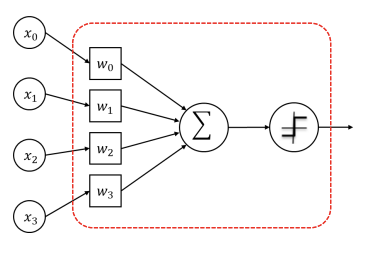 x₀
w₀
x₁
w₁
∑
x₂
w₂
x₃
w₃